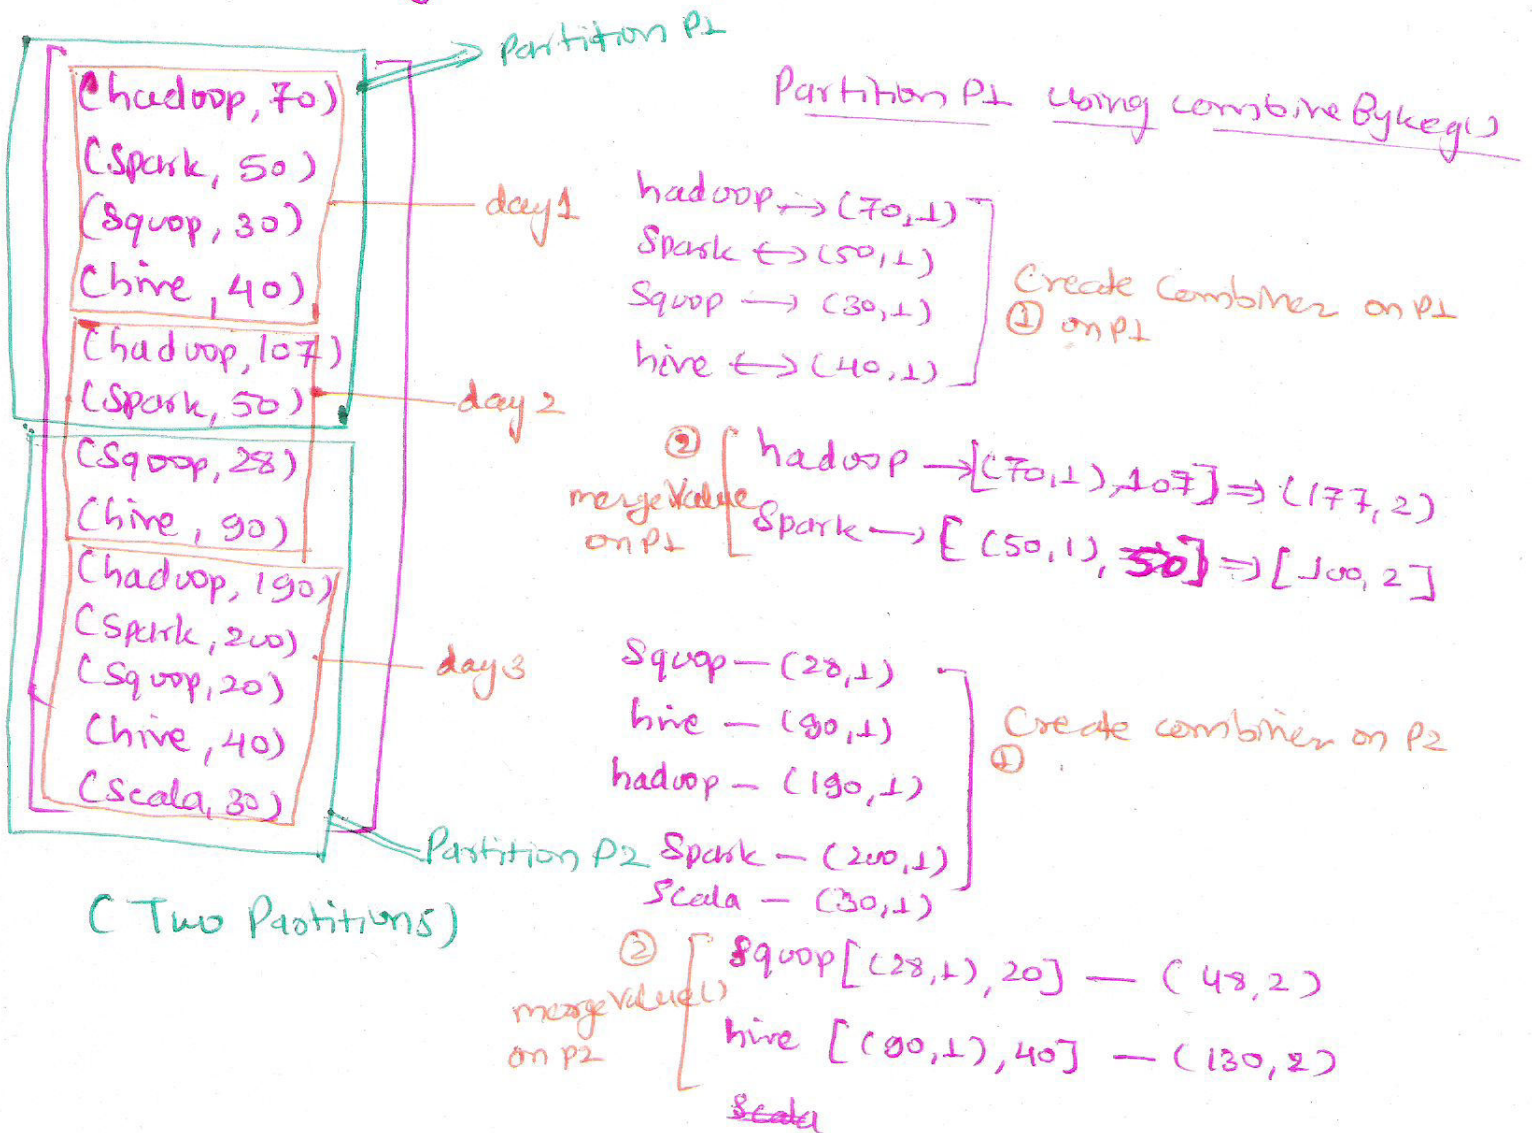 Partition P1
(hadoop, 70)
(Spark, 50)
(Sqoop, 30)
(hive, 40)
day1
(hadoop, 107)
(Spark, 50)
day 2
(Sqoop, 28)
(hive, 90)
(hadoop, 190)
(Spark, 200)
(Sqoop, 20)
(hive, 40)
(Scala, 30)
day3
Partition P2
(Two Partitions)
Partition P1 using combineBykey()
hadoop → (70,1)
Spark ↔ (50,1)
Sqoop → (30,1)
hive ↔ (40,1)
Create Combiner on P1
① on P1
②
mergeValue
on P1
hadoop → [(70,1), 107] ⇒ (177, 2)
Spark → [(50,1), 50] ⇒ [100, 2]
Sqoop – (28,1)
hive – (90,1)
hadoop – (190,1)
Spark – (200,1)
Scala – (30,1)
Create combiner on P2
①
②
mergeValue()
on P2
Sqoop [(28,1), 20] – (48,2)
hive [(90,1), 40] – (130, 2)
Scala